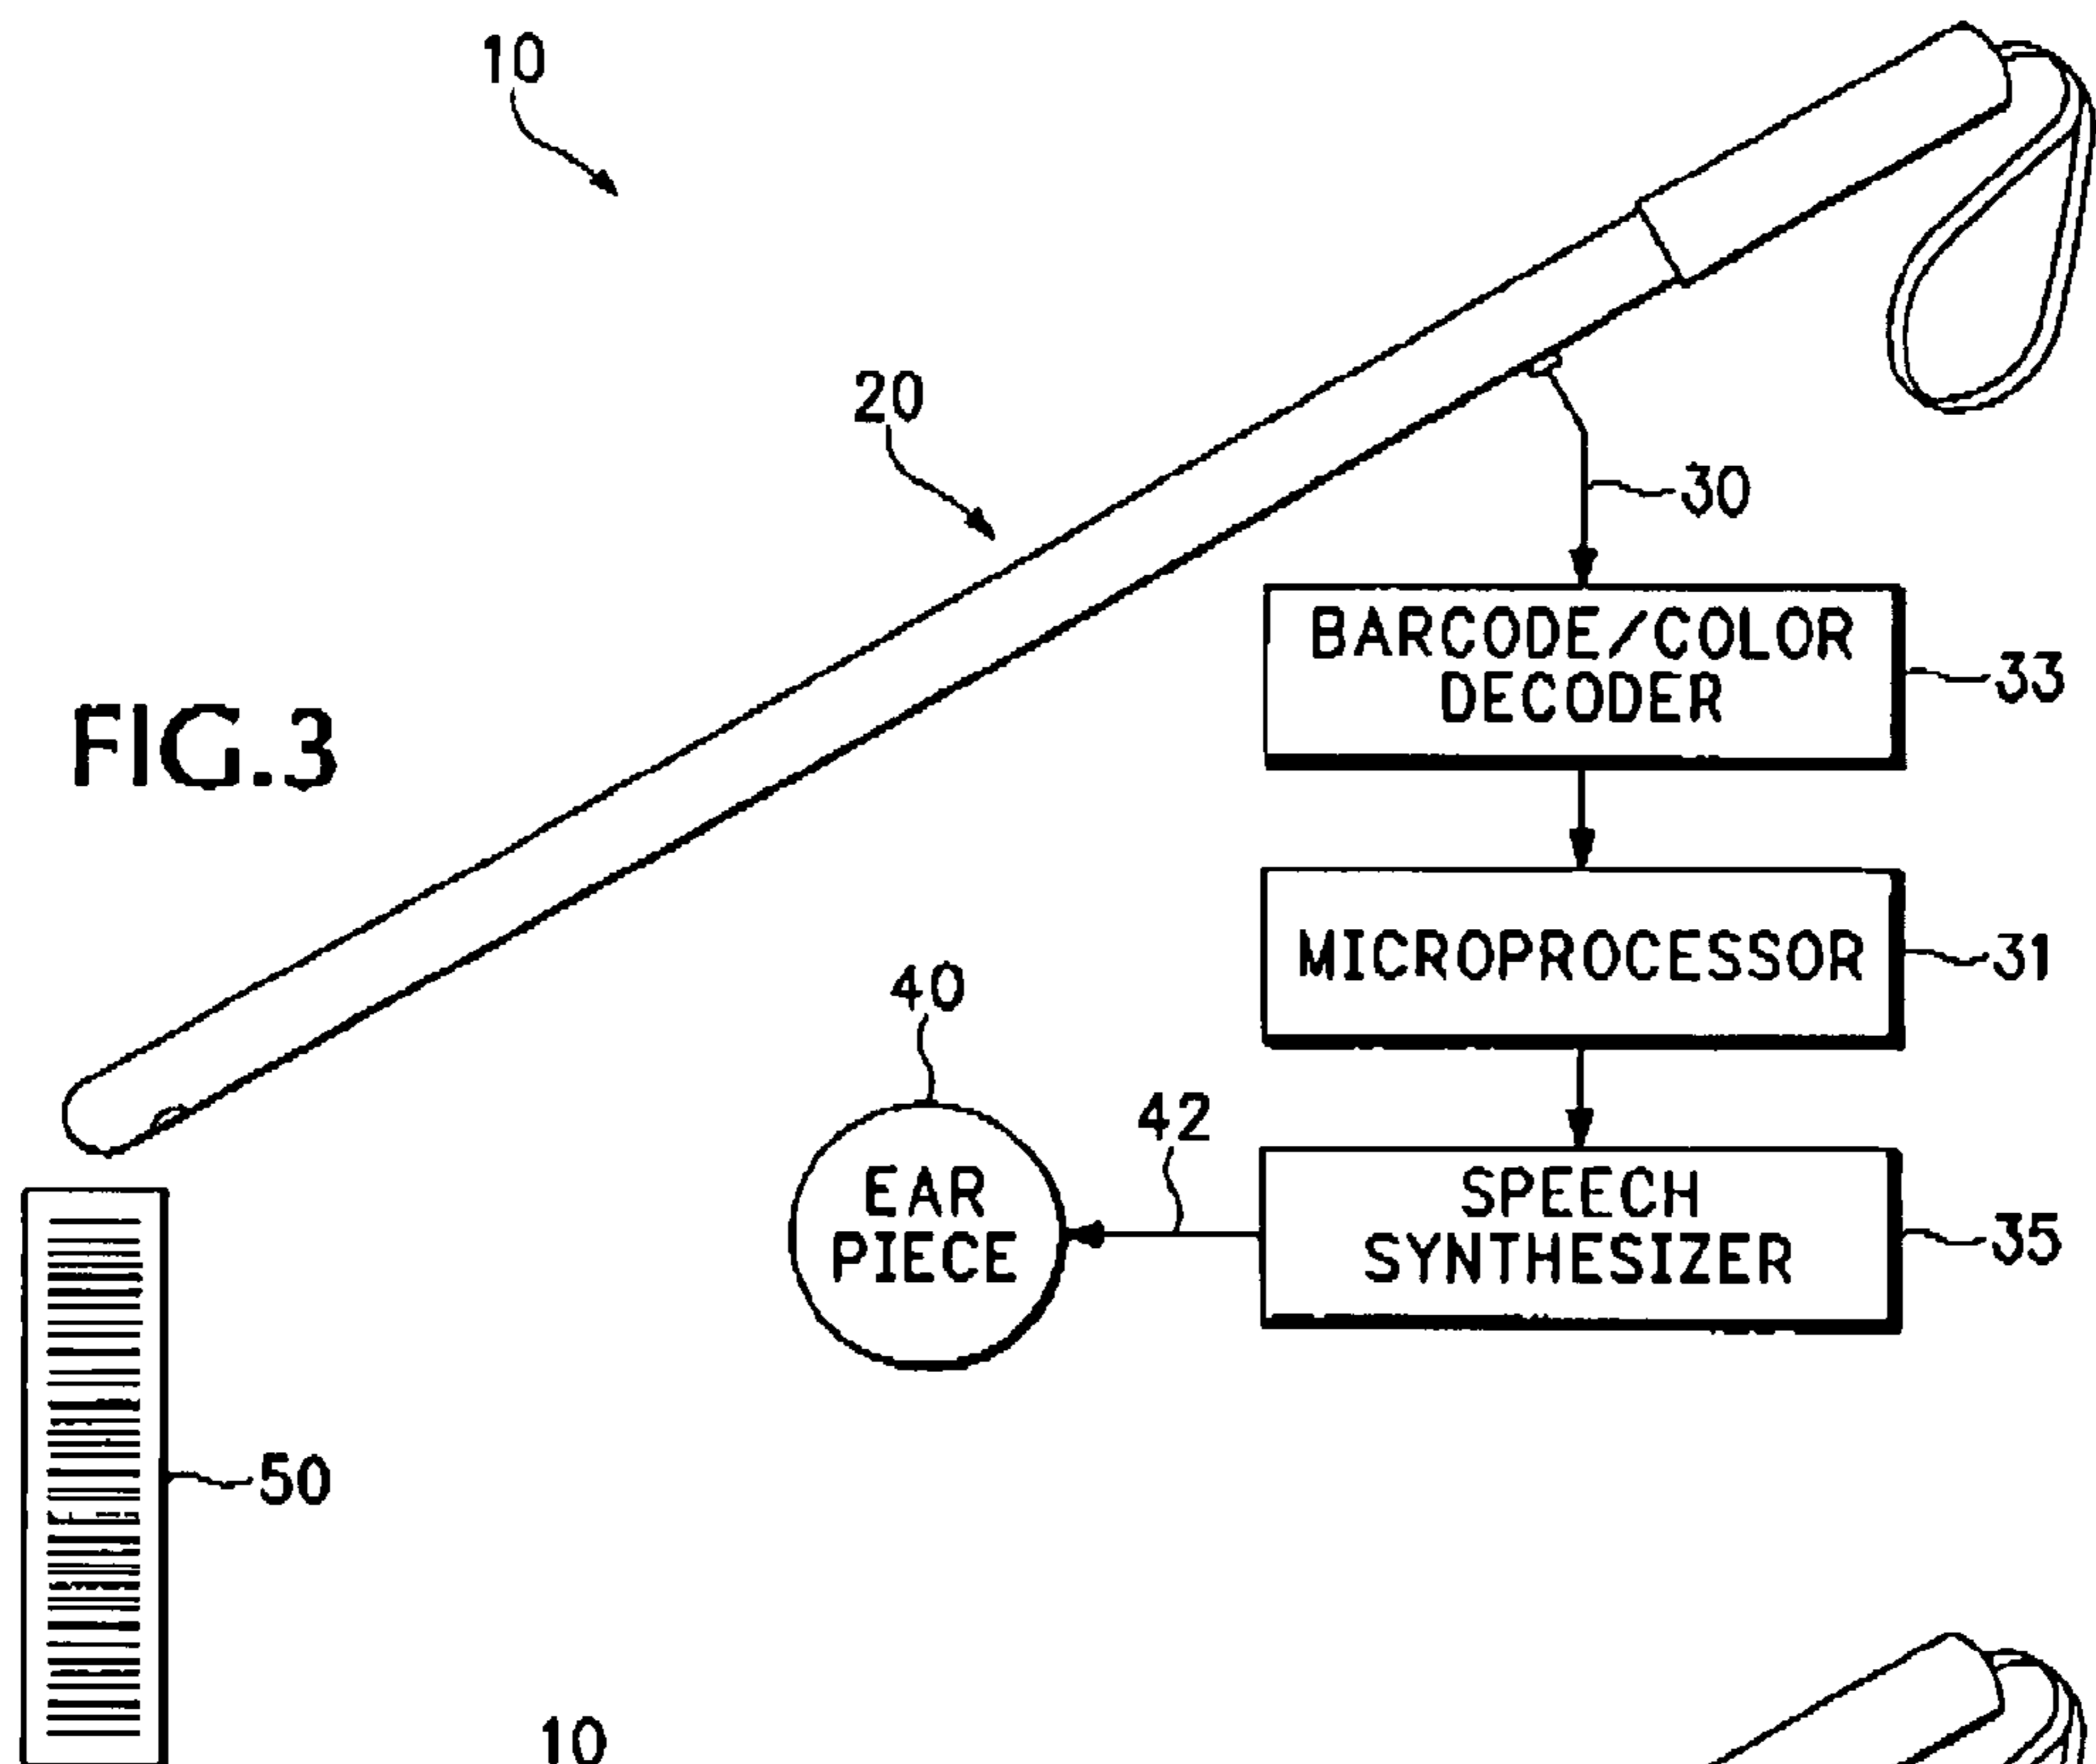 10
20
30
BARCODE/COLOR
DECODER
33
FIG.3
MICROPROCESSOR
31
40
42
EAR
PIECE
SPEECH
SYNTHESIZER
35
50
10